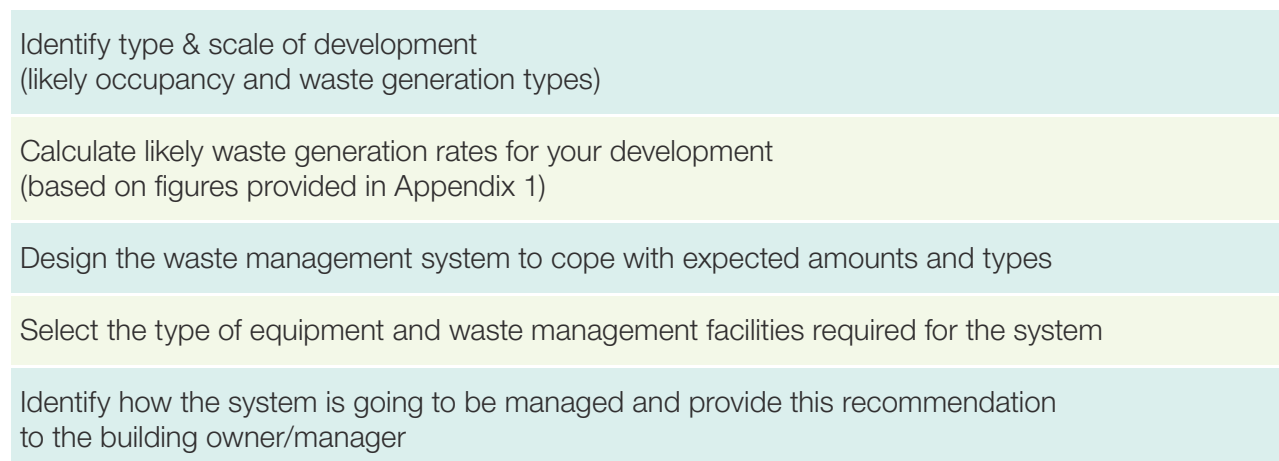 Identify type & scale of development
(likely occupancy and waste generation types)
Calculate likely waste generation rates for your development
(based on figures provided in Appendix 1)
Design the waste management system to cope with expected amounts and types
Select the type of equipment and waste management facilities required for the system
Identify how the system is going to be managed and provide this recommendation
to the building owner/manager